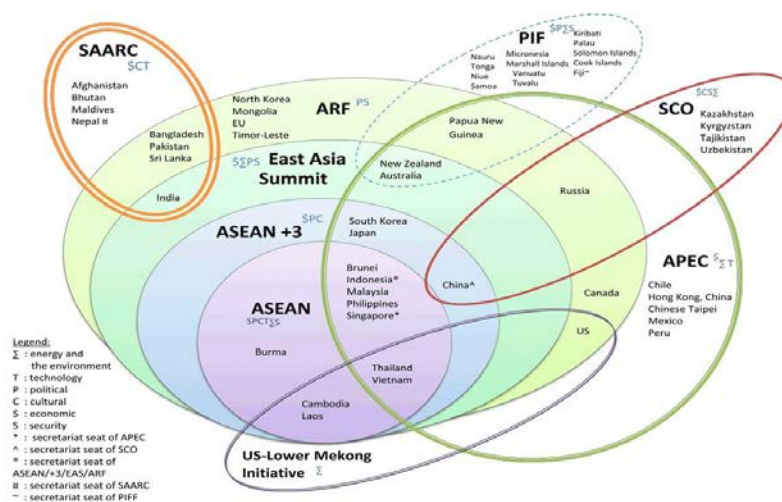 SAARC
$CT
Afghanistan
Bhutan
Maldives
Nepal ¤
Bangladesh
Pakistan
Sri Lanka
India
North Korea
Mongolia
EU
Timor-Leste
ARF PS
PIF $PΣS
Nauru
Tonga
Niue
Samoa
Micronesia
Marshall Islands
Vanuatu
Tuvalu
Kiribati
Palau
Solomon Islands
Cook Islands
Fiji~
Papua New
Guinea
SCO $CSΣ
Kazakhstan
Kyrgyzstan
Tajikistan
Uzbekistan
$ΣPS East Asia
Summit
New Zealand
Australia
Russia
ASEAN +3 $PC
South Korea
Japan
China^
ASEAN
$PCTΣS
Brunei
Indonesia*
Malaysia
Philippines
Singapore*
Burma
Thailand
Vietnam
Cambodia
Laos
APEC $ΣT
Chile
Hong Kong, China
Chinese Taipei
Mexico
Peru
Canada
US
US-Lower Mekong
Initiative Σ
Legend:
Σ : energy and
the environment
T : technology
P : political
C : cultural
$ : economic
S : security
* : secretariat seat of APEC
^ : secretariat seat of SCO
: secretariat seat of
ASEAN/+3/EAS/ARF
¤ : secretariat seat of SAARC
~ : secretariat seat of PIFF